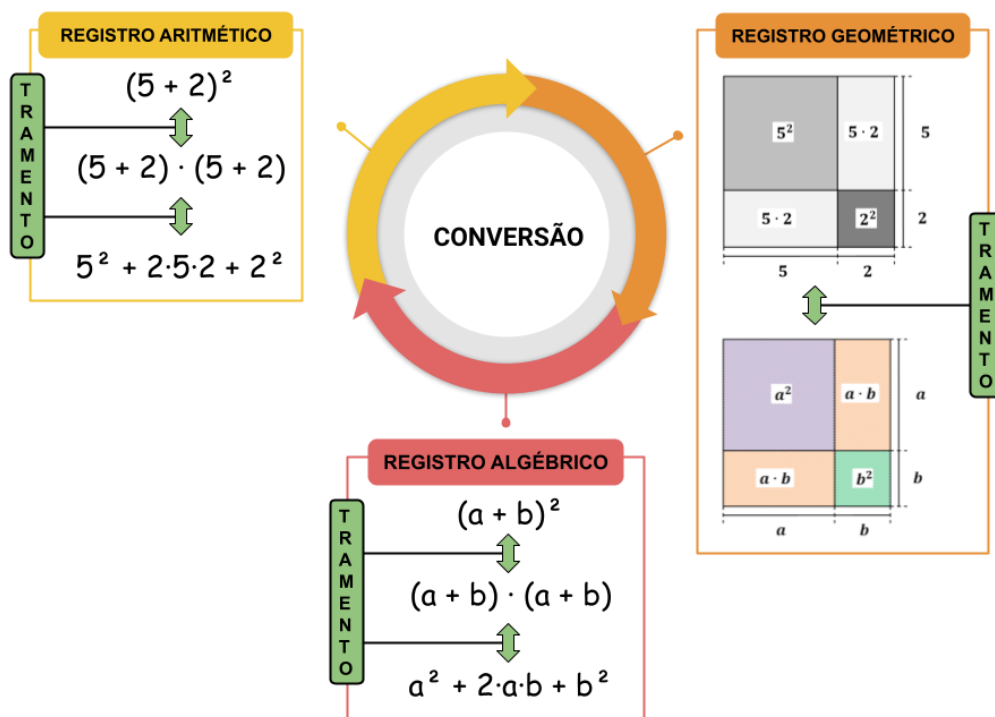 REGISTRO ARITMÉTICO
TRAMENTO
(5 + 2)²
(5 + 2) · (5 + 2)
5² + 2·5·2 + 2²
CONVERSÃO
REGISTRO GEOMÉTRICO
5²
5 · 2
5
5 · 2
2²
2
5
2
TRAMENTO
a²
a · b
a
a · b
b²
b
a
b
REGISTRO ALGÉBRICO
TRAMENTO
(a + b)²
(a + b) · (a + b)
a² + 2·a·b + b²